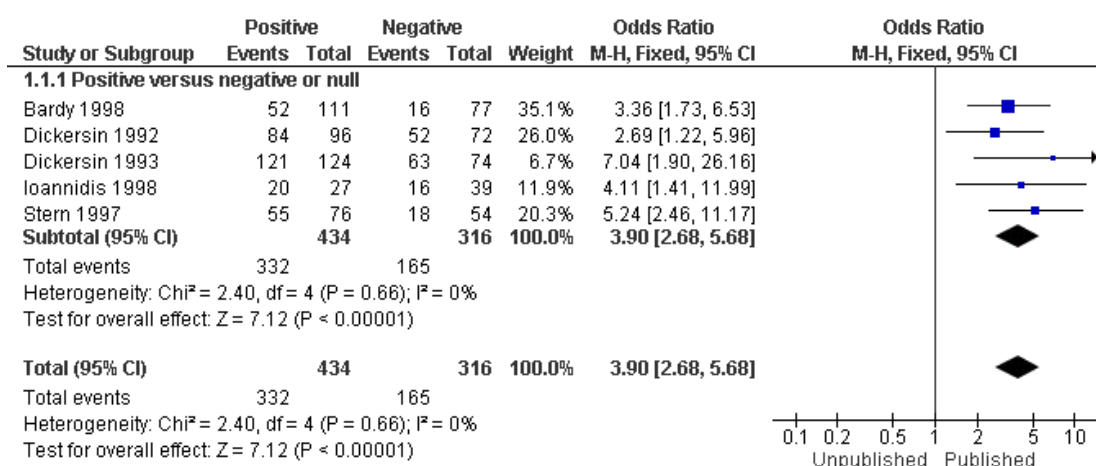 Positive Negative Odds Ratio Odds Ratio
Study or Subgroup Events Total Events Total Weight M-H, Fixed, 95% CI M-H, Fixed, 95% CI
1.1.1 Positive versus negative or null
Bardy 1998 52 111 16 77 35.1% 3.36 [1.73, 6.53]
Dickersin 1992 84 96 52 72 26.0% 2.69 [1.22, 5.96]
Dickersin 1993 121 124 63 74 6.7% 7.04 [1.90, 26.16]
Ioannidis 1998 20 27 16 39 11.9% 4.11 [1.41, 11.99]
Stern 1997 55 76 18 54 20.3% 5.24 [2.46, 11.17]
Subtotal (95% CI) 434 316 100.0% 3.90 [2.68, 5.68]
Total events 332 165
Heterogeneity: Chi² = 2.40, df = 4 (P = 0.66); I² = 0%
Test for overall effect: Z = 7.12 (P < 0.00001)
Total (95% CI) 434 316 100.0% 3.90 [2.68, 5.68]
Total events 332 165
Heterogeneity: Chi² = 2.40, df = 4 (P = 0.66); I² = 0%
Test for overall effect: Z = 7.12 (P < 0.00001)
0.1 0.2 0.5 1 2 5 10
Unpublished Published